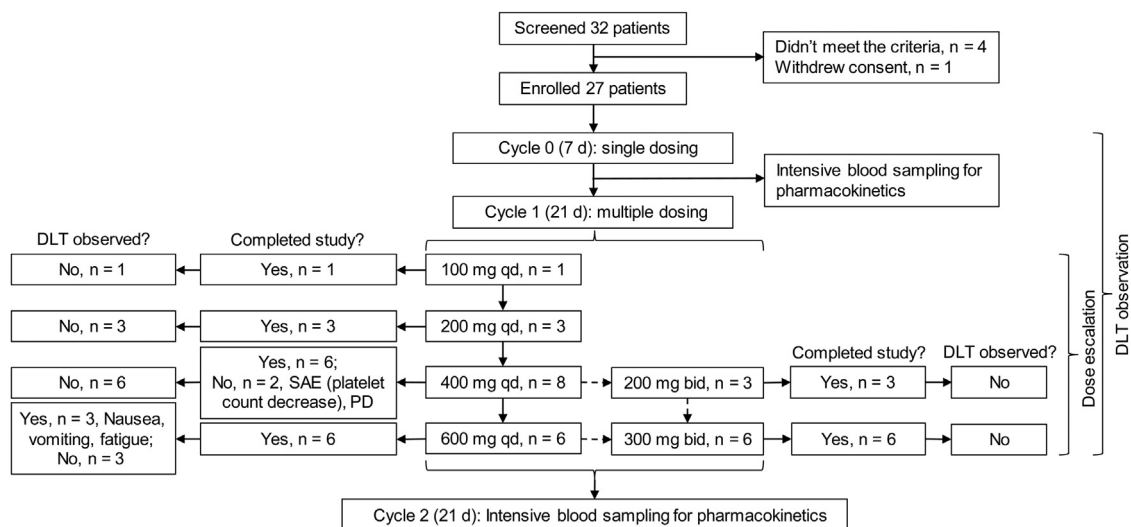 Screened 32 patients
Didn't meet the criteria, n = 4
Withdrew consent, n = 1
Enrolled 27 patients
Cycle 0 (7 d): single dosing
Intensive blood sampling for
pharmacokinetics
Cycle 1 (21 d): multiple dosing
DLT observed?
Completed study?
No, n = 1
Yes, n = 1
100 mg qd, n = 1
No, n = 3
Yes, n = 3
200 mg qd, n = 3
Completed study?
DLT observed?
No, n = 6
Yes, n = 6;
No, n = 2, SAE (platelet
count decrease), PD
400 mg qd, n = 8
200 mg bid, n = 3
Yes, n = 3
No
Yes, n = 3, Nausea,
vomiting, fatigue;
No, n = 3
Yes, n = 6
600 mg qd, n = 6
300 mg bid, n = 6
Yes, n = 6
No
Dose escalation
DLT observation
Cycle 2 (21 d): Intensive blood sampling for pharmacokinetics